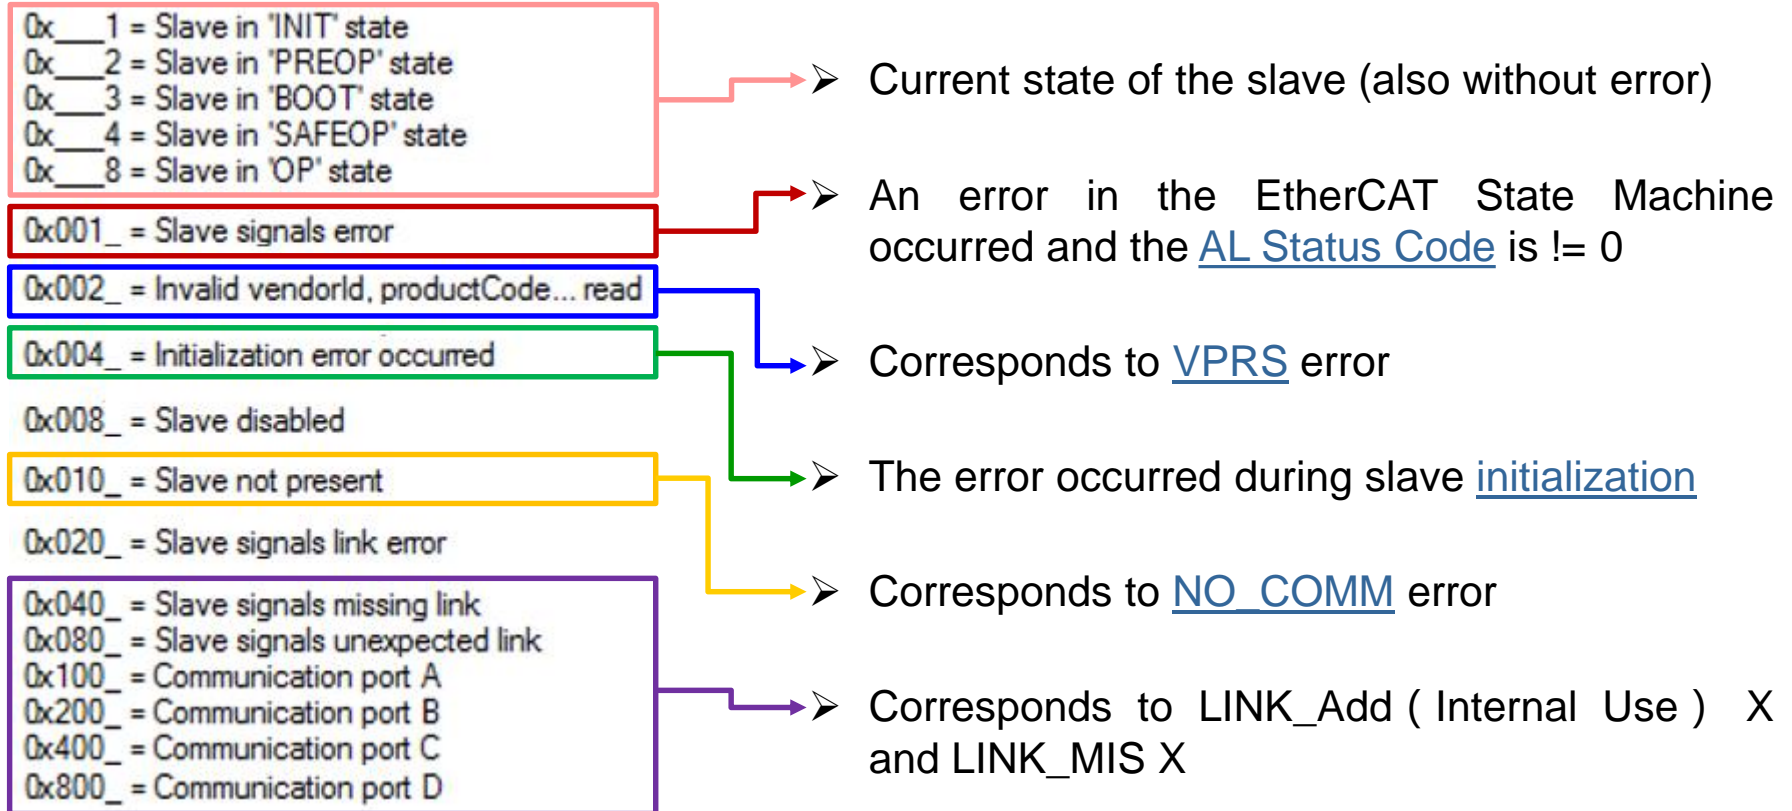 0x___1 = Slave in 'INIT' state
0x___2 = Slave in 'PREOP' state
0x___3 = Slave in 'BOOT' state
0x___4 = Slave in 'SAFEOP' state
0x___8 = Slave in 'OP' state
0x001_ = Slave signals error
0x002_ = Invalid vendorId, productCode... read
0x004_ = Initialization error occurred
0x008_ = Slave disabled
0x010_ = Slave not present
0x020_ = Slave signals link error
0x040_ = Slave signals missing link
0x080_ = Slave signals unexpected link
0x100_ = Communication port A
0x200_ = Communication port B
0x400_ = Communication port C
0x800_ = Communication port D
➢ Current state of the slave (also without error)
➢ An error in the EtherCAT State Machine
occurred and the AL Status Code is != 0
➢ Corresponds to VPRS error
➢ The error occurred during slave initialization
➢ Corresponds to NO_COMM error
➢ Corresponds to LINK_Add ( Internal Use ) X
and LINK_MIS X